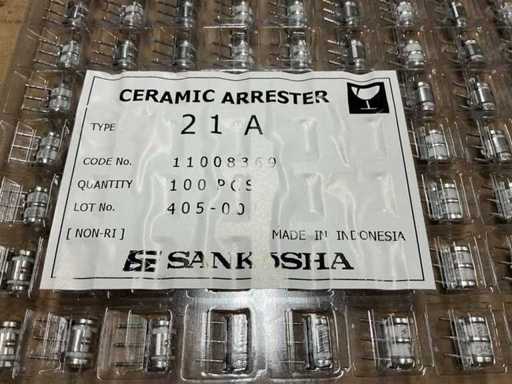 CERAMIC ARRESTER
TYPE 21 A
CODE No. 11008369
QUANTITY 100 PCS
LOT No. 405-00
[ NON-RI ] MADE IN INDONESIA
SANKOSHA